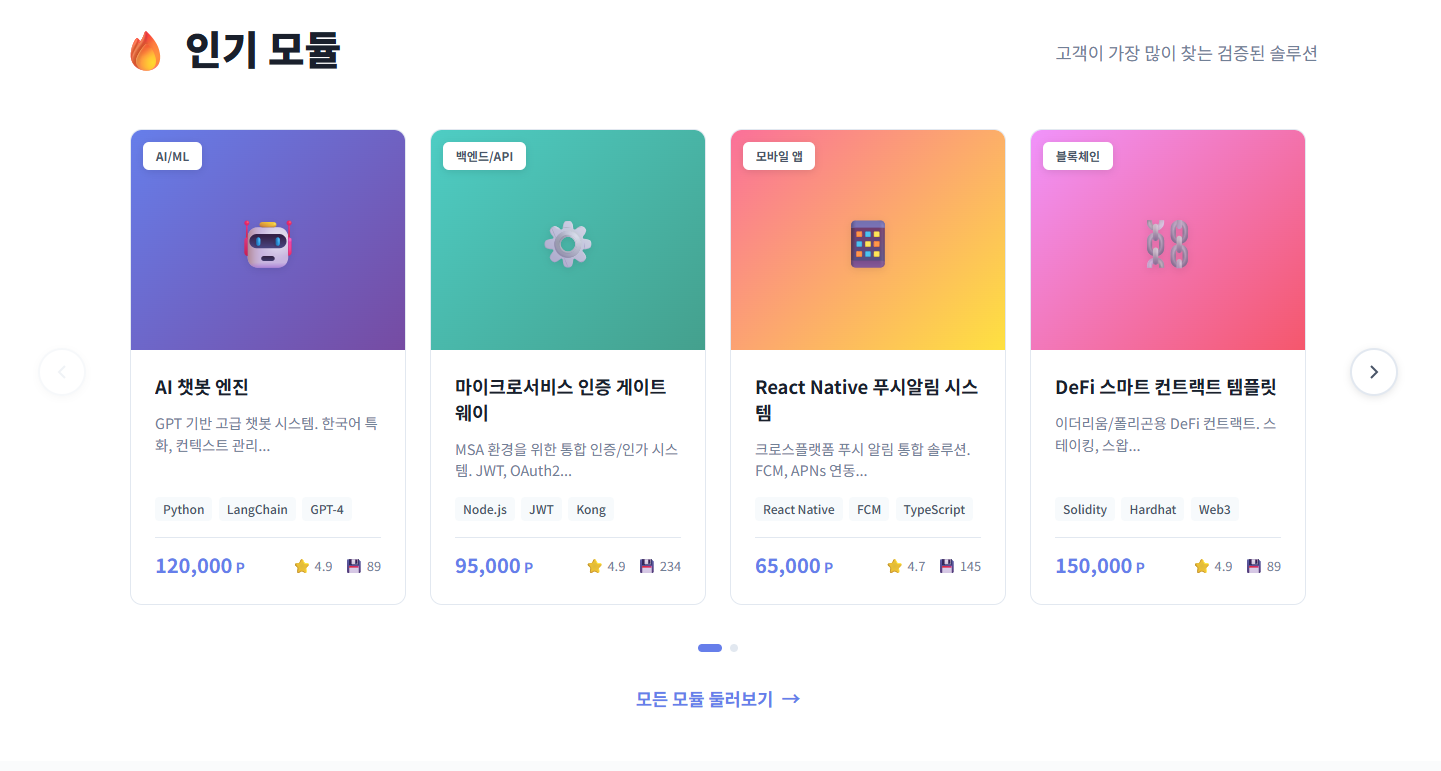 인기 모듈
고객이 가장 많이 찾는 검증된 솔루션
AI/ML
AI 챗봇 엔진
GPT 기반 고급 챗봇 시스템. 한국어 특
화, 컨텍스트 관리...
Python LangChain GPT-4
120,000 P 4.9 89
백엔드/API
마이크로서비스 인증 게이트
웨이
MSA 환경을 위한 통합 인증/인가 시스
템. JWT, OAuth2...
Node.js JWT Kong
95,000 P 4.9 234
모바일 앱
React Native 푸시알림 시스
템
크로스플랫폼 푸시 알림 통합 솔루션.
FCM, APNs 연동...
React Native FCM TypeScript
65,000 P 4.7 145
블록체인
DeFi 스마트 컨트랙트 템플릿
이더리움/폴리곤용 DeFi 컨트랙트. 스
테이킹, 스왑...
Solidity Hardhat Web3
150,000 P 4.9 89
모든 모듈 둘러보기 →